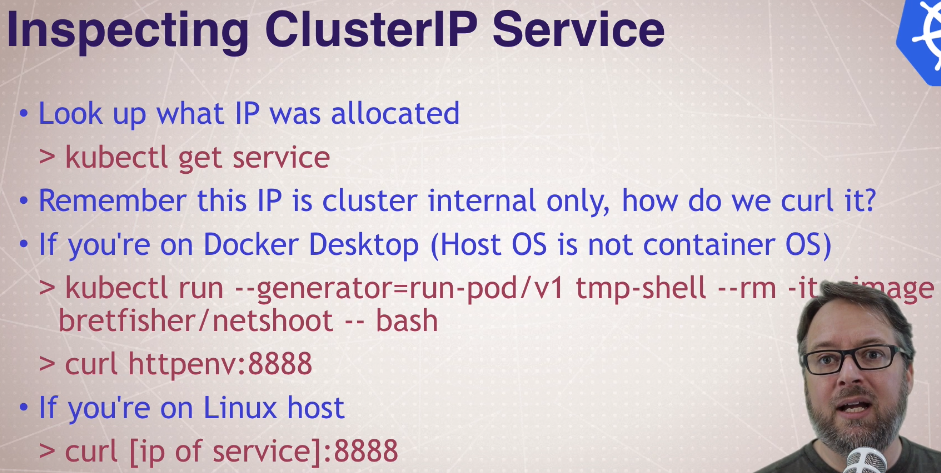 Inspecting ClusterIP Service
• Look up what IP was allocated
> kubectl get service
• Remember this IP is cluster internal only, how do we curl it?
• If you're on Docker Desktop (Host OS is not container OS)
> kubectl run --generator=run-pod/v1 tmp-shell --rm -it
bretfisher/netshoot -- bash
> curl httpenv:8888
• If you're on Linux host
> curl [ip of service]:8888